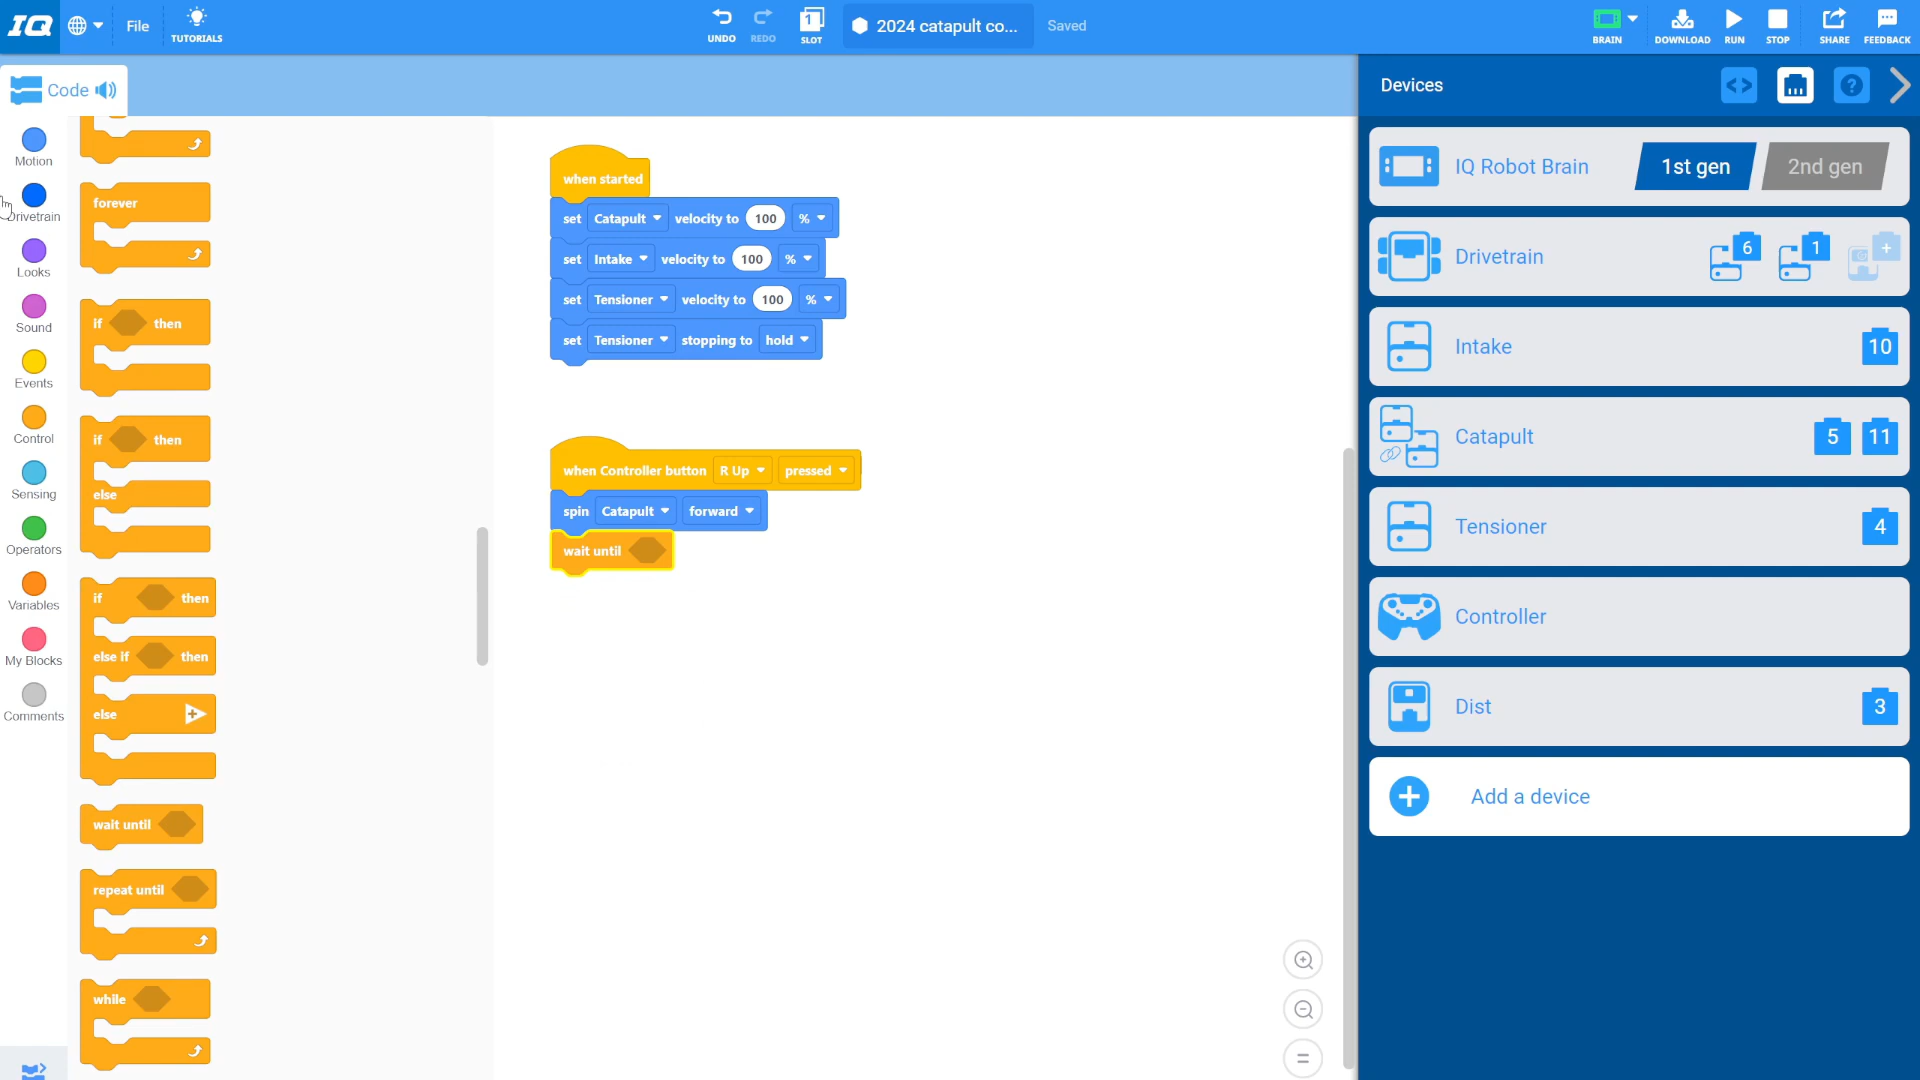 IQ
File
TUTORIALS
UNDO
REDO
1
SLOT
2024 catapult co...
Saved
BRAIN
DOWNLOAD
RUN
STOP
SHARE
FEEDBACK
Code
Devices
Motion
Drivetrain
Looks
Sound
Events
Control
Sensing
Operators
Variables
My Blocks
Comments
forever
if then
if then
else
if then
else if then
else
wait until
repeat until
while
when started
set Catapult velocity to 100 %
set Intake velocity to 100 %
set Tensioner velocity to 100 %
set Tensioner stopping to hold
when Controller button R Up pressed
spin Catapult forward
wait until
IQ Robot Brain 1st gen 2nd gen
Drivetrain 6 1
Intake 10
Catapult 5 11
Tensioner 4
Controller
Dist 3
Add a device